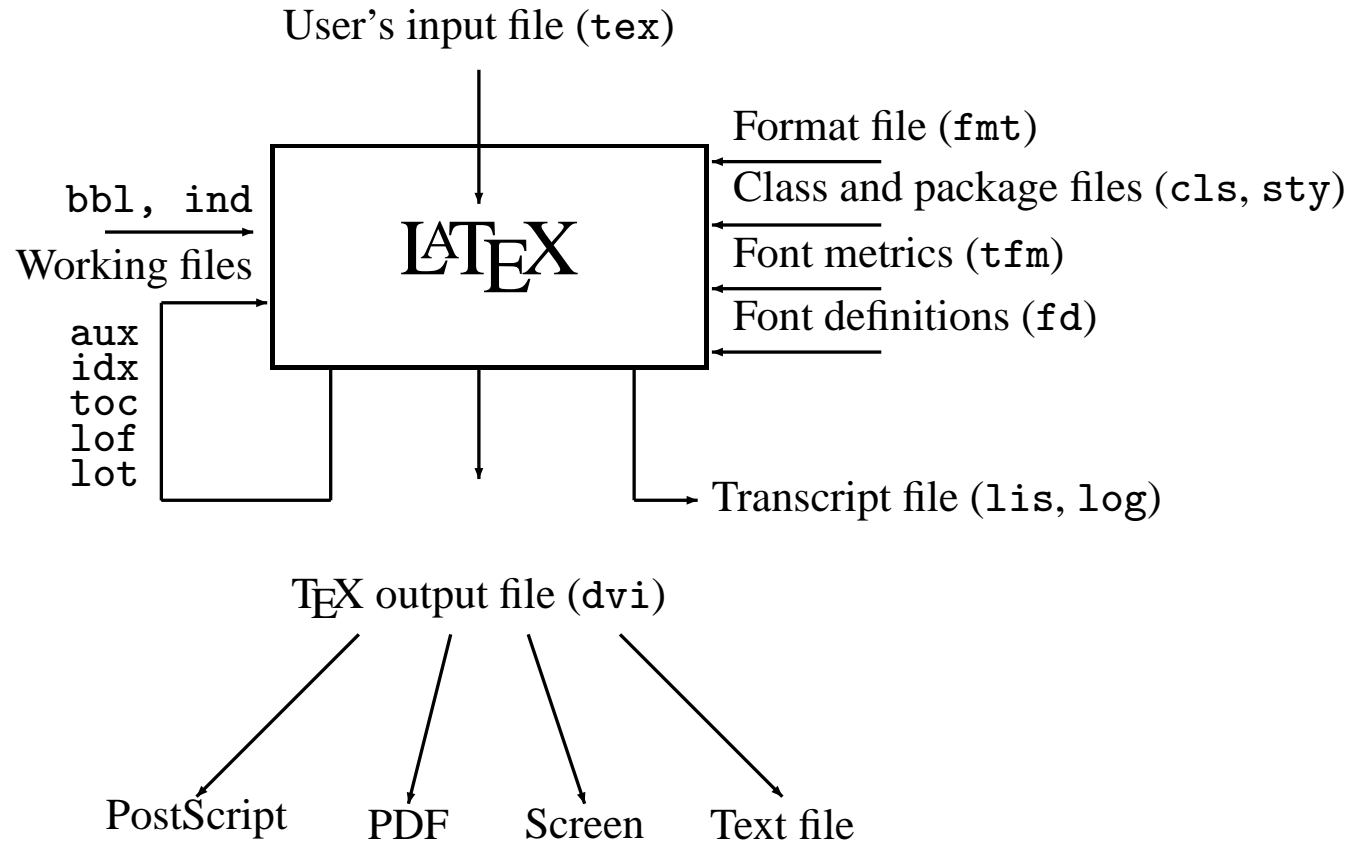 User's input file (tex)
Format file (fmt)
Class and package files (cls, sty)
Font metrics (tfm)
Font definitions (fd)
bbl, ind
Working files
aux
idx
toc
lof
lot
LATEX
Transcript file (lis, log)
TEX output file (dvi)
PostScript
PDF
Screen
Text file